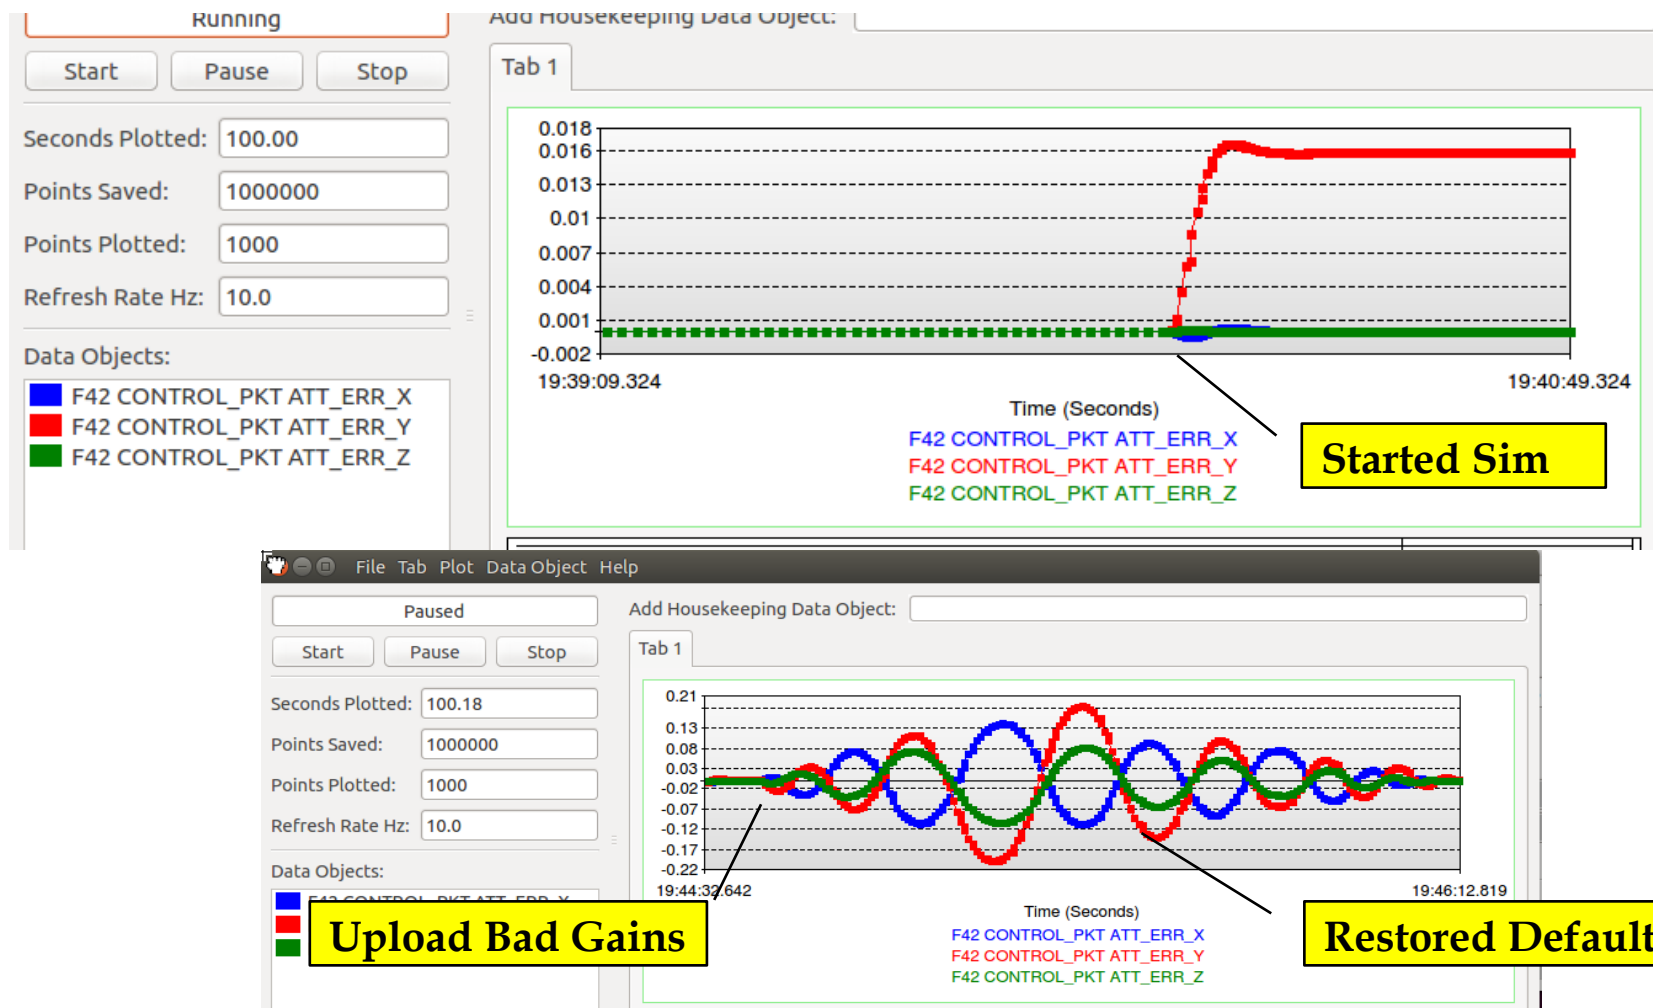 Running
Add Housekeeping Data Object:
Start Pause Stop
Tab 1
Seconds Plotted: 100.00
Points Saved: 1000000
Points Plotted: 1000
Refresh Rate Hz: 10.0
Data Objects:
F42 CONTROL_PKT ATT_ERR_X
F42 CONTROL_PKT ATT_ERR_Y
F42 CONTROL_PKT ATT_ERR_Z
0.018
0.016
0.013
0.01
0.007
0.004
0.001
-0.002
19:39:09.324 19:40:49.324
Time (Seconds)
F42 CONTROL_PKT ATT_ERR_X
F42 CONTROL_PKT ATT_ERR_Y
F42 CONTROL_PKT ATT_ERR_Z
Started Sim
File Tab Plot Data Object Help
Paused
Add Housekeeping Data Object:
Start Pause Stop
Tab 1
Seconds Plotted: 100.18
Points Saved: 1000000
Points Plotted: 1000
Refresh Rate Hz: 10.0
Data Objects:
F42 CONTROL_PKT ATT_ERR_X
0.21
0.13
0.08
0.03
-0.02
-0.07
-0.12
-0.17
-0.22
19:44:32.642 19:46:12.819
Time (Seconds)
F42 CONTROL_PKT ATT_ERR_X
F42 CONTROL_PKT ATT_ERR_Y
F42 CONTROL_PKT ATT_ERR_Z
Upload Bad Gains
Restored Default